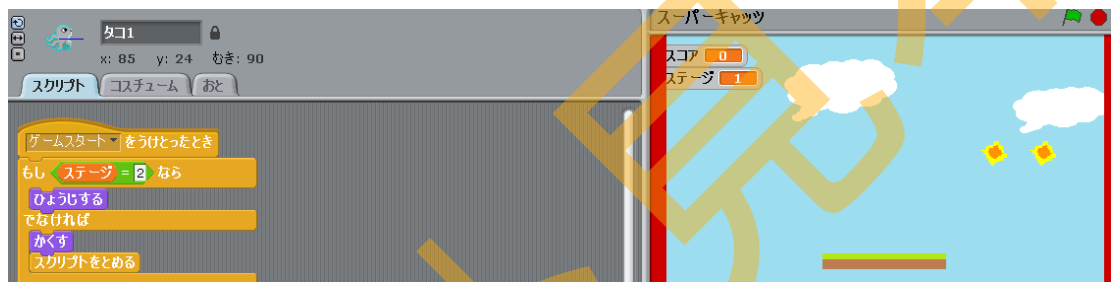 タコ1
x: 85 y: 24 むき: 90
スクリプト コスチューム おと
ゲームスタート をうけとったとき
もし ステージ = 2 なら
ひょうじする
でなければ
かくす
スクリプトをとめる
スーパーキャッツ
スコア 0
ステージ 1